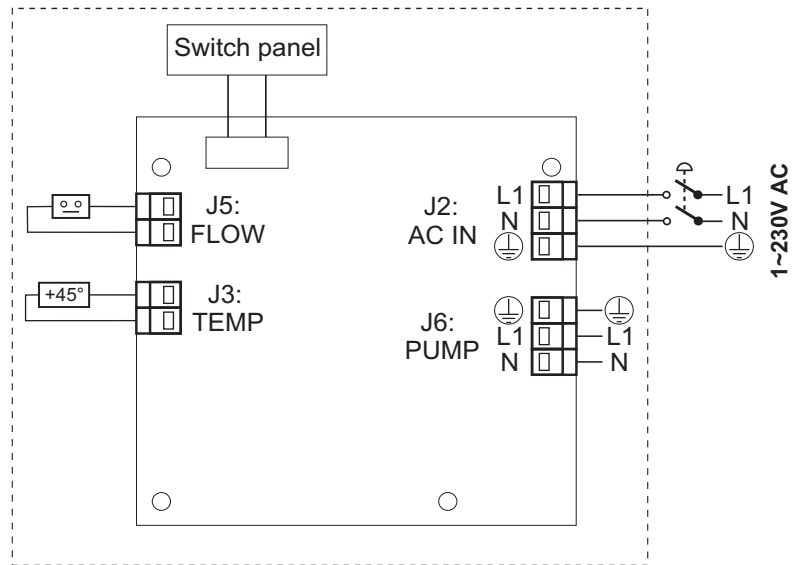 Switch panel
J5:
FLOW
+45°
J3:
TEMP
J2:
AC IN
L1
N
L1
N
1~230V AC
J6:
PUMP
L1
N
L1
N